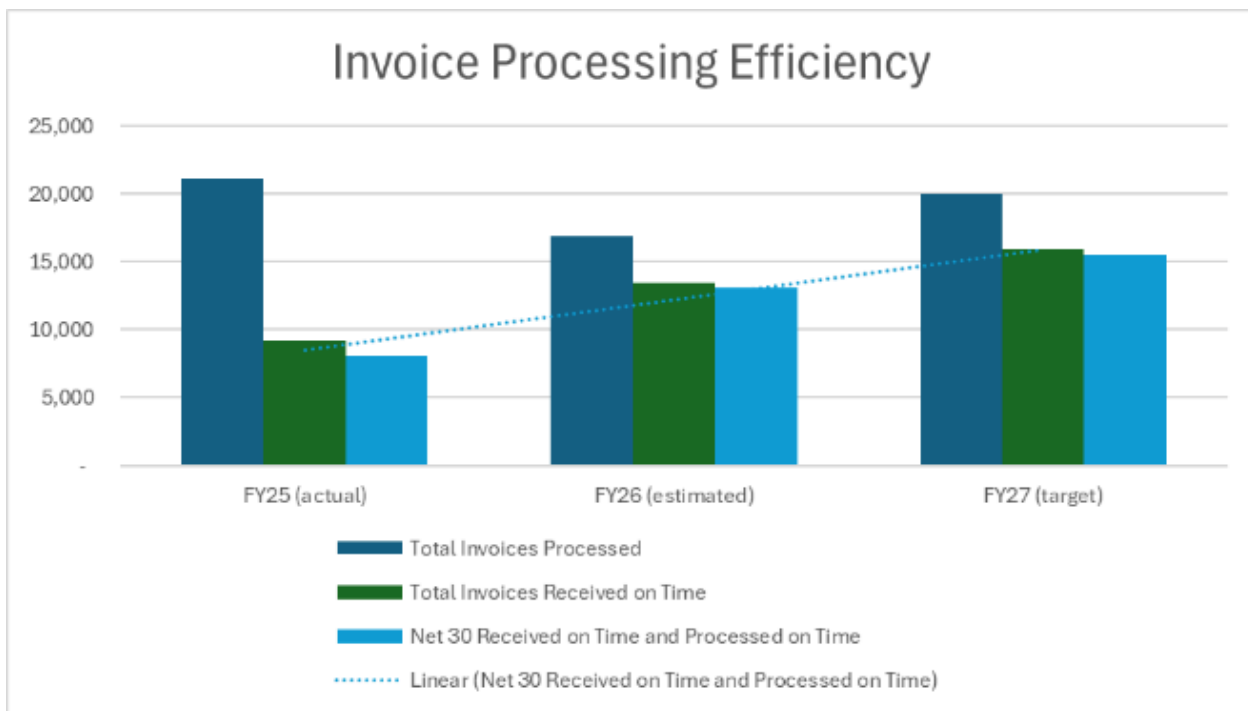 Invoice Processing Efficiency
25,000
20,000
15,000
10,000
5,000
-
FY25 (actual)
FY26 (estimated)
FY27 (target)
Total Invoices Processed
Total Invoices Received on Time
Net 30 Received on Time and Processed on Time
Linear (Net 30 Received on Time and Processed on Time)